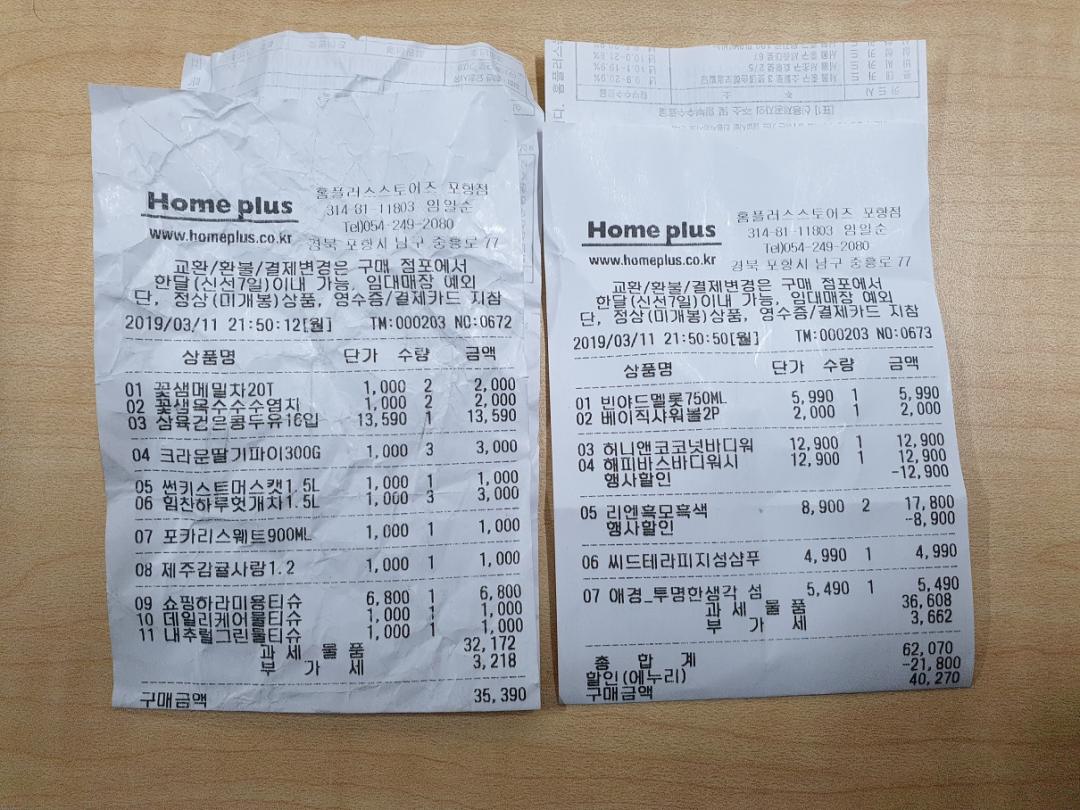 Home plus
www.homeplus.co.kr
홈플러스스토어즈 포항점
314-81-11803 임일순
Tel)054-249-2080
경북 포항시 남구 중흥로 77
교환/환불/결제변경은 구매 점포에서
한달(신선7일)이내 가능, 임대매장 예외
단, 정상(미개봉)상품, 영수증/결제카드 지참
2019/03/11 21:50:12[월] TM:000203 NO:0672
상품명 단가 수량 금액
01 꽃샘메밀차20T 1,000 2 2,000
02 꽃샘옥수수수염차 1,000 2 2,000
03 삼육검은콩두유16입 13,590 1 13,590
04 크라운딸기파이300G 1,000 3 3,000
05 썬키스트머스캣1.5L 1,000 1 1,000
06 힘찬하루헛개차1.5L 1,000 3 3,000
07 포카리스웨트900ML 1,000 1 1,000
08 제주감귤사랑1.2 1,000 1 1,000
09 쇼핑하라미용티슈 6,800 1 6,800
10 데일리케어물티슈 1,000 1 1,000
11 내추럴그린물티슈 1,000 1 1,000
과 세 물 품 32,172
부 가 세 3,218
구매금액 35,390
Home plus
www.homeplus.co.kr
홈플러스스토어즈 포항점
314-81-11803 임일순
Tel)054-249-2080
경북 포항시 남구 중흥로 77
교환/환불/결제변경은 구매 점포에서
한달(신선7일)이내 가능, 임대매장 예외
단, 정상(미개봉)상품, 영수증/결제카드 지참
2019/03/11 21:50:50[월] TM:000203 NO:0673
상품명 단가 수량 금액
01 빈야드멜롯750ML 5,990 1 5,990
02 베이직샤워볼2P 2,000 1 2,000
03 허니앤코코넛바디워 12,900 1 12,900
04 해피바스바디워시 12,900 1 12,900
행사할인 -12,900
05 리엔흑모흑색 8,900 2 17,800
행사할인 -8,900
06 씨드테라피지성샴푸 4,990 1 4,990
07 애경_투명한생각 섬 5,490 1 5,490
과 세 물 품 36,608
부 가 세 3,662
총 합 계 62,070
할인(에누리) -21,800
구매금액 40,270